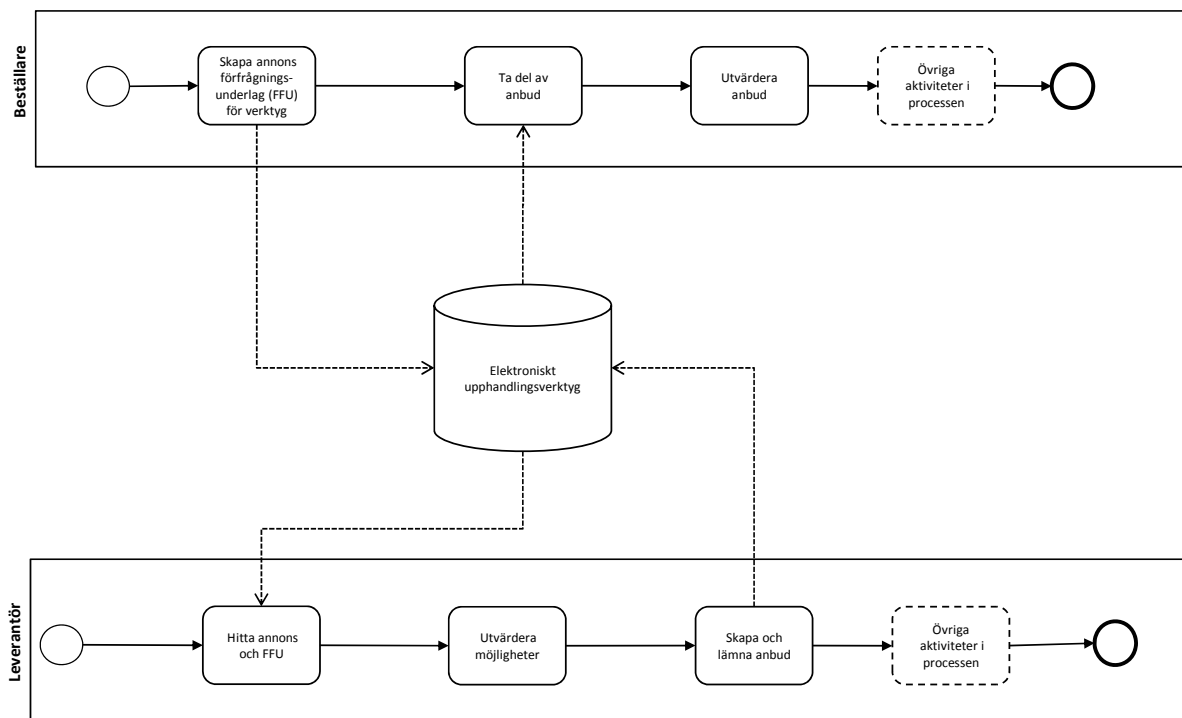 Beställare
Skapa annons
förfrågnings-
underlag (FFU)
för verktyg
Ta del av
anbud
Utvärdera
anbud
Övriga
aktiviteter i
processen
Elektroniskt
upphandlingsverktyg
Leverantör
Hitta annons
och FFU
Utvärdera
möjligheter
Skapa och
lämna anbud
Övriga
aktiviteter i
processen